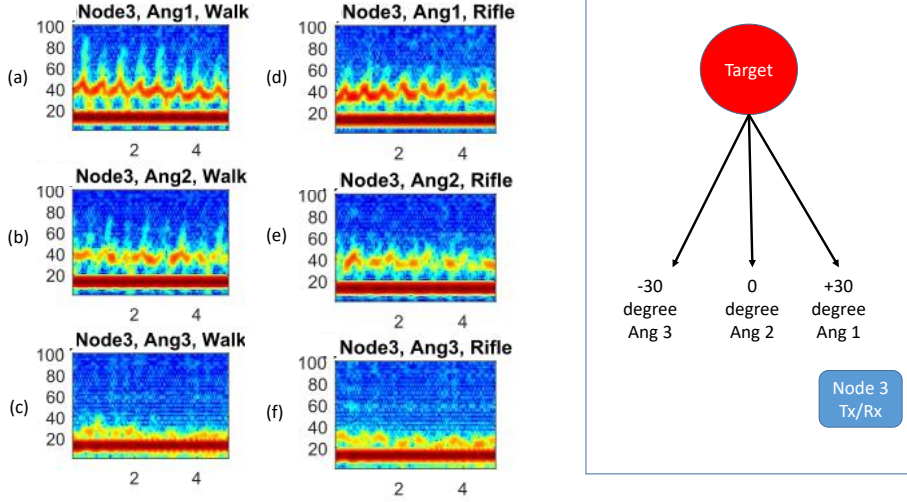 Node3, Ang1, Walk
(a)
100
80
60
40
20
2 4
Node3, Ang2, Walk
(b)
100
80
60
40
20
2 4
Node3, Ang3, Walk
(c)
100
80
60
40
20
2 4
Node3, Ang1, Rifle
(d)
100
80
60
40
20
2 4
Node3, Ang2, Rifle
(e)
100
80
60
40
20
2 4
Node3, Ang3, Rifle
(f)
100
80
60
40
20
2 4
Target
-30
degree
Ang 3
0
degree
Ang 2
+30
degree
Ang 1
Node 3
Tx/Rx